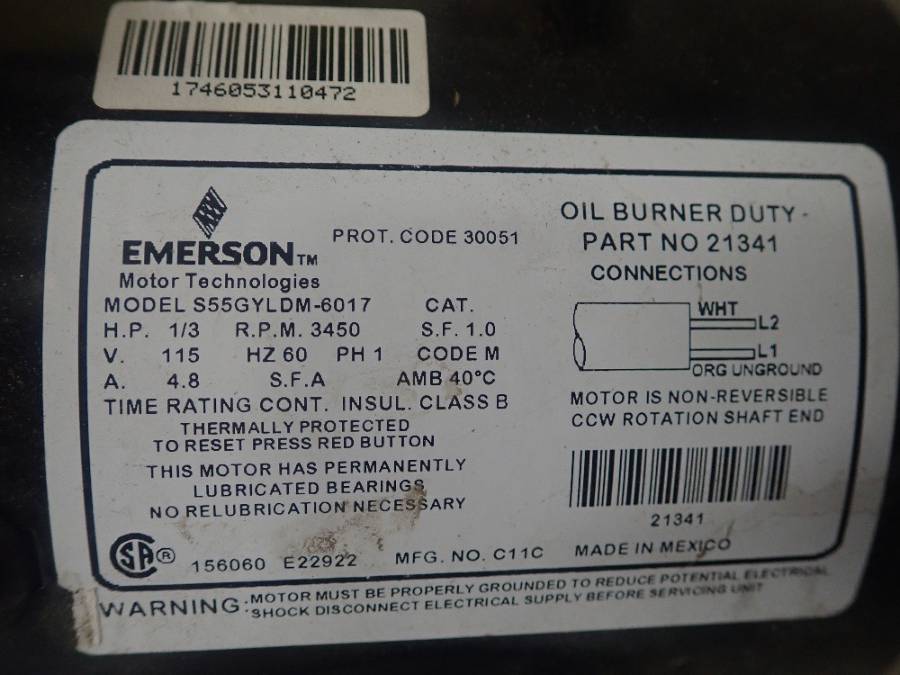 1746053110472
EMERSON TM
Motor Technologies
PROT. CODE 30051
MODEL S55GYLDM-6017 CAT.
H.P. 1/3 R.P.M. 3450 S.F. 1.0
V. 115 HZ 60 PH 1 CODE M
A. 4.8 S.F.A AMB 40°C
TIME RATING CONT. INSUL. CLASS B
THERMALLY PROTECTED
TO RESET PRESS RED BUTTON
THIS MOTOR HAS PERMANENTLY
LUBRICATED BEARINGS
NO RELUBRICATION NECESSARY
OIL BURNER DUTY -
PART NO 21341
CONNECTIONS
WHT
L2
L1
ORG UNGROUND
MOTOR IS NON-REVERSIBLE
CCW ROTATION SHAFT END
21341
SA ® 156060 E22922 MFG. NO. C11C MADE IN MEXICO
WARNING: MOTOR MUST BE PROPERLY GROUNDED TO REDUCE POTENTIAL ELECTRICAL
SHOCK DISCONNECT ELECTRICAL SUPPLY BEFORE SERVICING UNIT